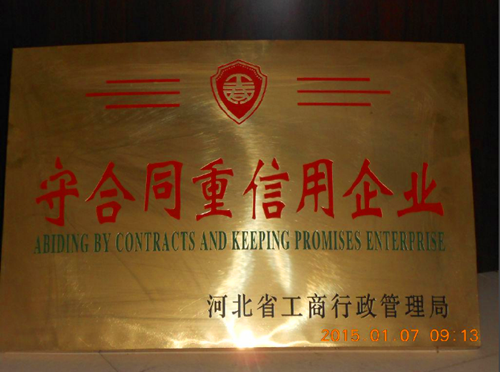 守合同重信用企业
ABIDING BY CONTRACTS AND KEEPING PROMISES ENTERPRISE
河北省工商行政管理局
2015 01 07 09:13